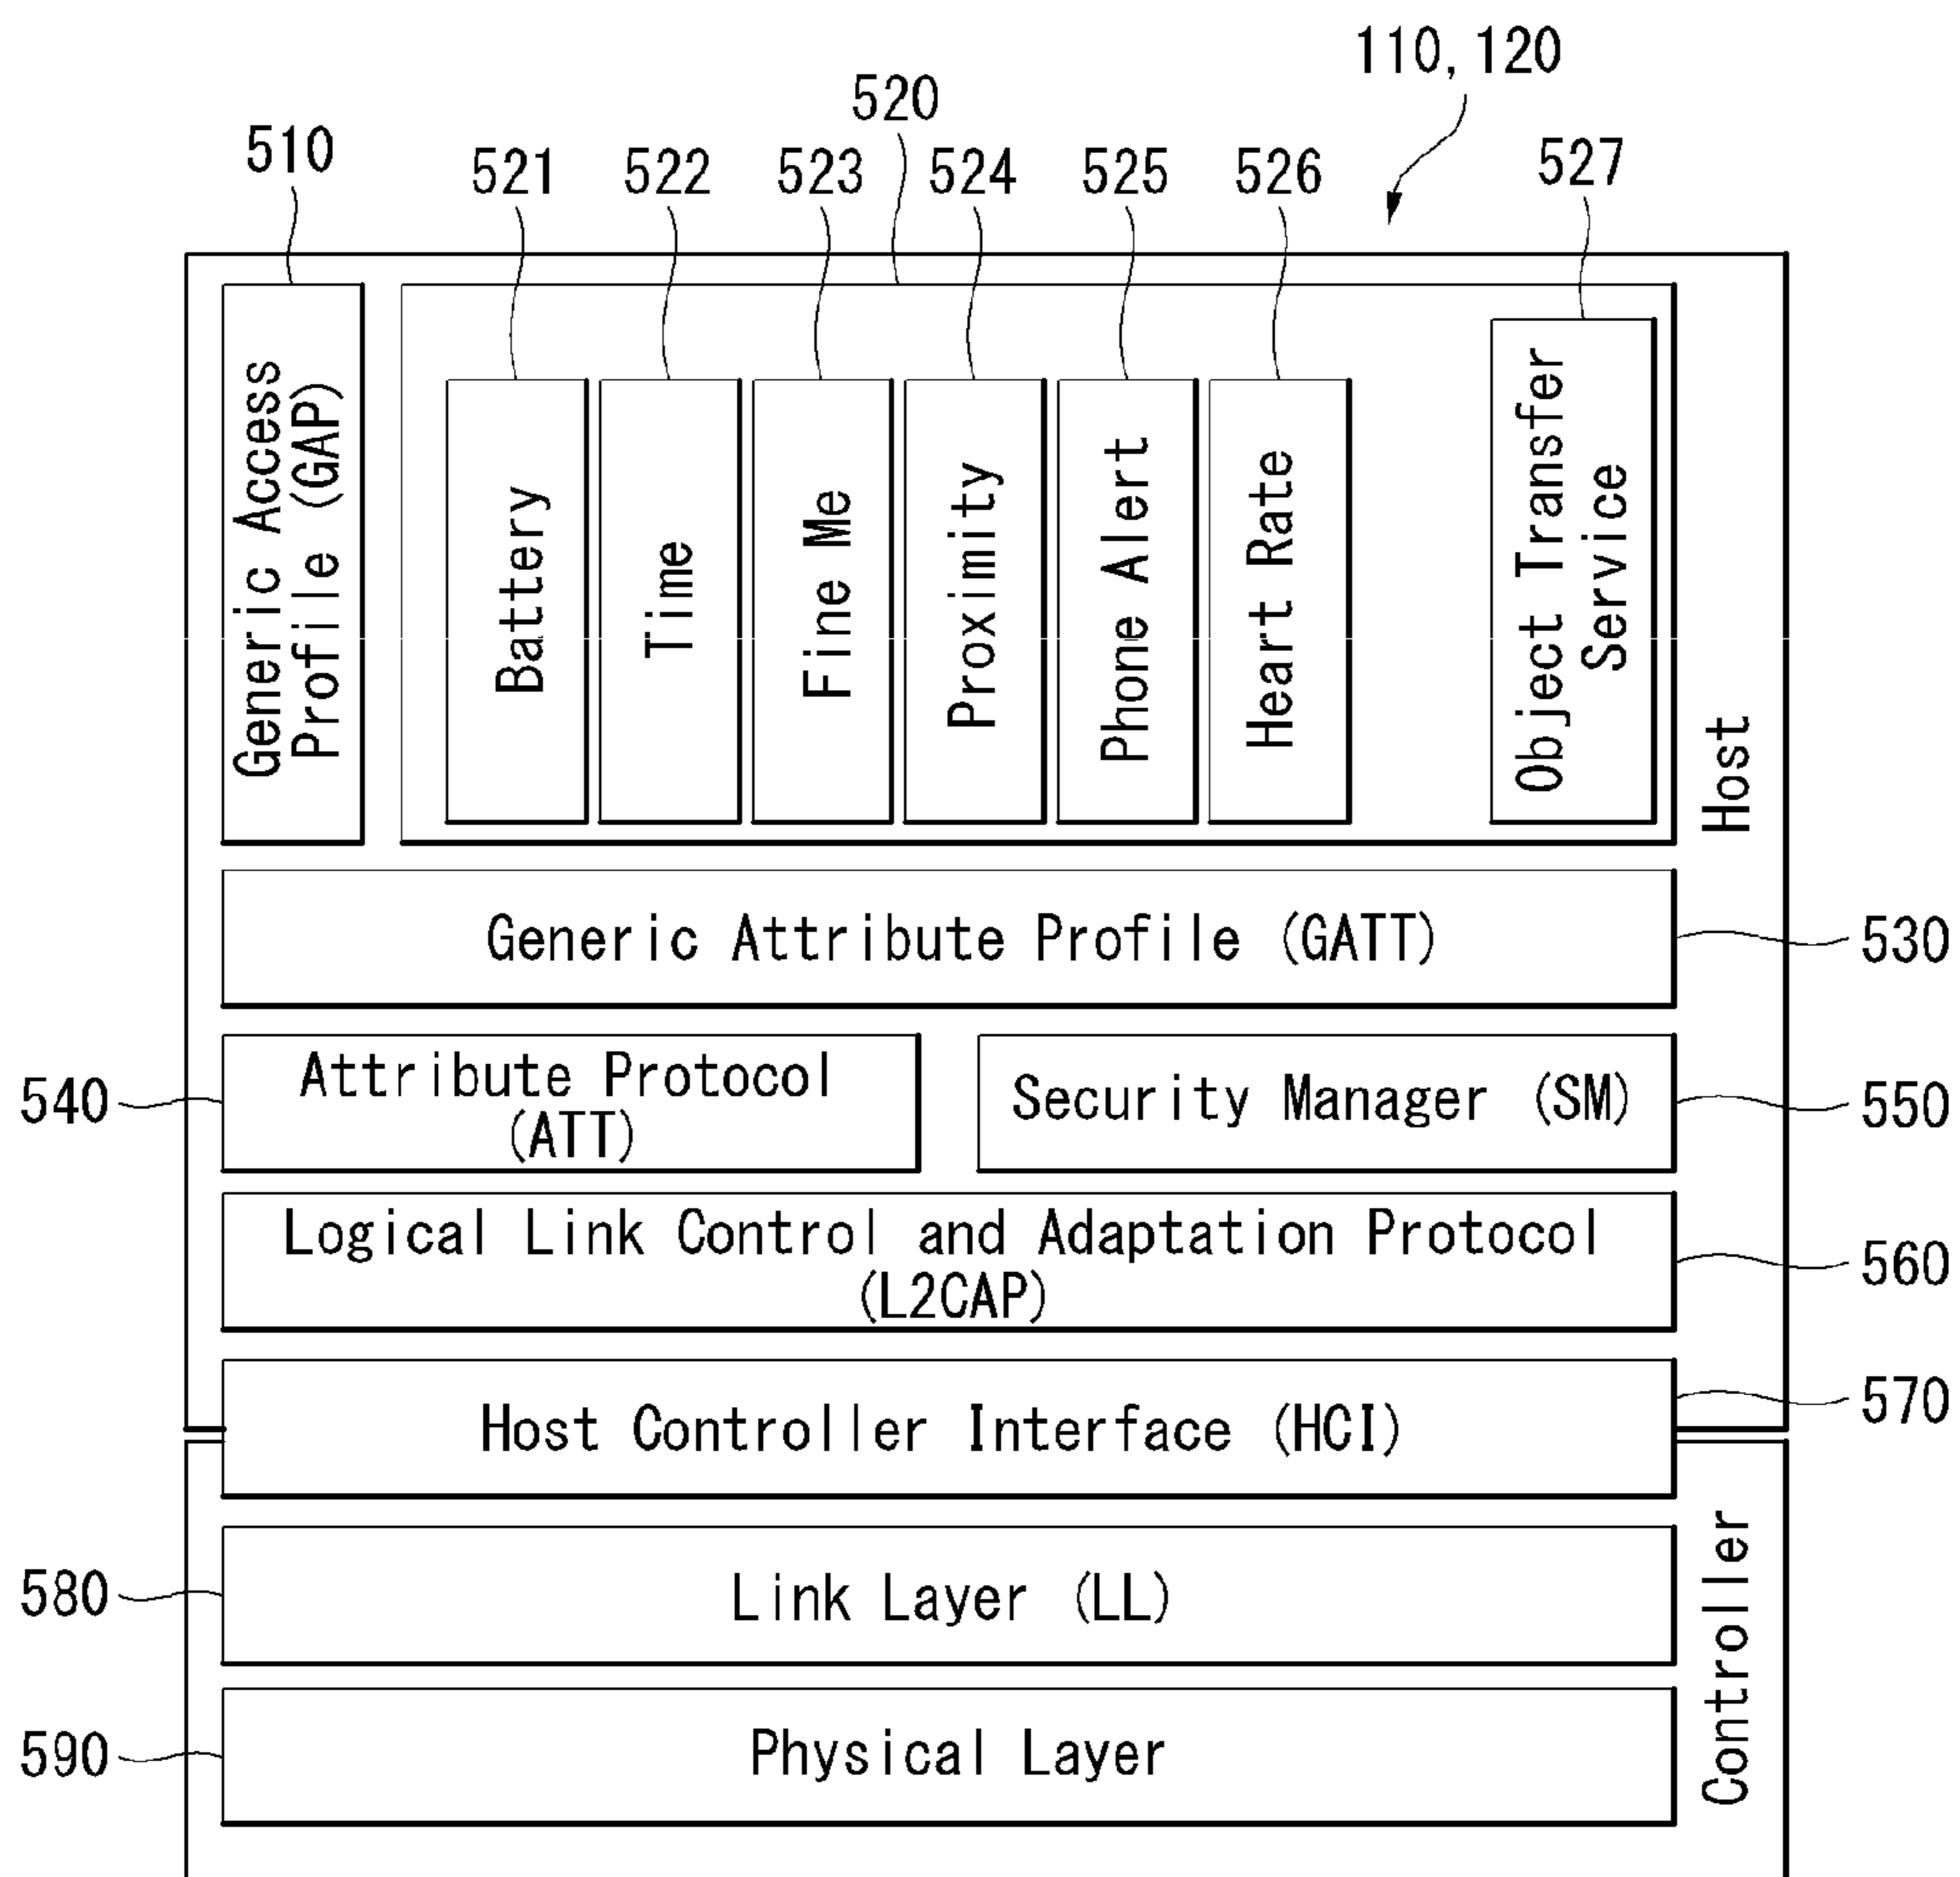 110, 120
520
510
521
522
523
524
525
526
527
Generic Access
Profile (GAP)
Battery
Time
Fine Me
Proximity
Phone Alert
Heart Rate
Object Transfer
Service
Host
Generic Attribute Profile (GATT)
530
540
Attribute Protocol
(ATT)
Security Manager (SM)
550
Logical Link Control and Adaptation Protocol
(L2CAP)
560
Host Controller Interface (HCI)
570
580
Link Layer (LL)
Controller
590
Physical Layer